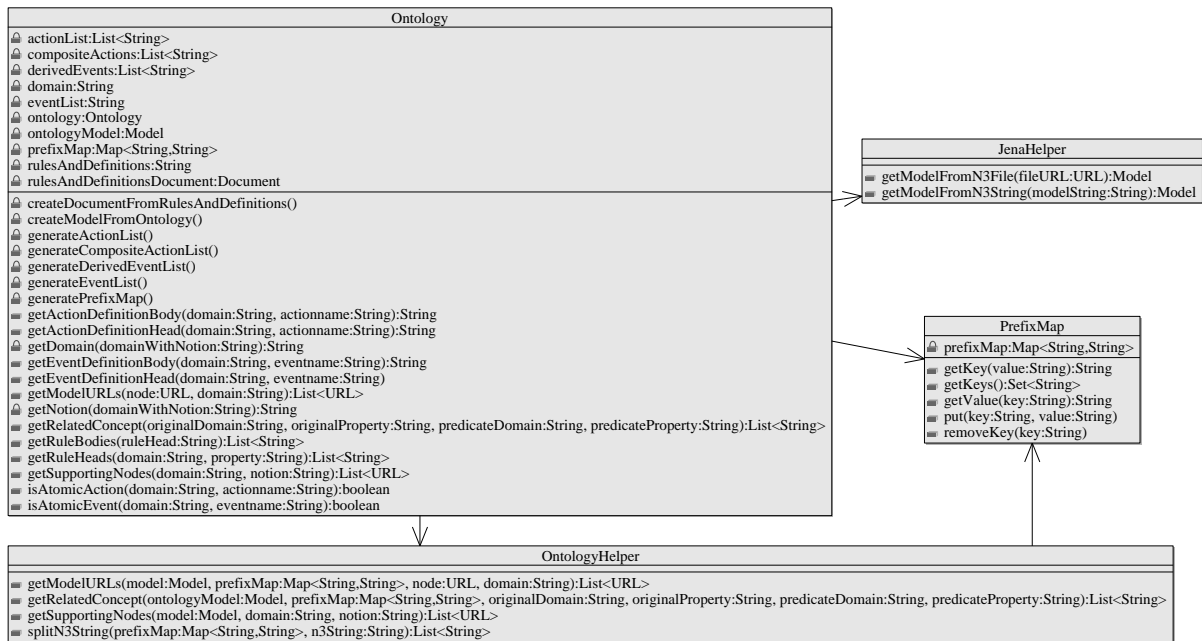 Ontology
actionList:List<String>
compositeActions:List<String>
derivedEvents:List<String>
domain:String
eventList:String
ontology:Ontology
ontologyModel:Model
prefixMap:Map<String,String>
rulesAndDefinitions:String
rulesAndDefinitionsDocument:Document
createDocumentFromRulesAndDefinitions()
createModelFromOntology()
generateActionList()
generateCompositeActionList()
generateDerivedEventList()
generateEventList()
generatePrefixMap()
getActionDefinitionBody(domain:String, actionname:String):String
getActionDefinitionHead(domain:String, actionname:String):String
getDomain(domainWithNotion:String):String
getEventDefinitionBody(domain:String, eventname:String):String
getEventDefinitionHead(domain:String, eventname:String)
getModelURLs(node:URL, domain:String):List<URL>
getNotion(domainWithNotion:String):String
getRelatedConcept(originalDomain:String, originalProperty:String, predicateDomain:String, predicateProperty:String):List<String>
getRuleBodies(ruleHead:String):List<String>
getRuleHeads(domain:String, property:String):List<String>
getSupportingNodes(domain:String, notion:String):List<URL>
isAtomicAction(domain:String, actionname:String):boolean
isAtomicEvent(domain:String, eventname:String):boolean
JenaHelper
getModelFromN3File(fileURL:URL):Model
getModelFromN3String(modelString:String):Model
PrefixMap
prefixMap:Map<String,String>
getKey(value:String):String
getKeys():Set<String>
getValue(key:String):String
put(key:String, value:String)
removeKey(key:String)
OntologyHelper
getModelURLs(model:Model, prefixMap:Map<String,String>, node:URL, domain:String):List<URL>
getRelatedConcept(ontologyModel:Model, prefixMap:Map<String,String>, originalDomain:String, originalProperty:String, predicateDomain:String, predicateProperty:String):List<String>
getSupportingNodes(model:Model, domain:String, notion:String):List<URL>
splitN3String(prefixMap:Map<String,String>, n3String:String):List<String>